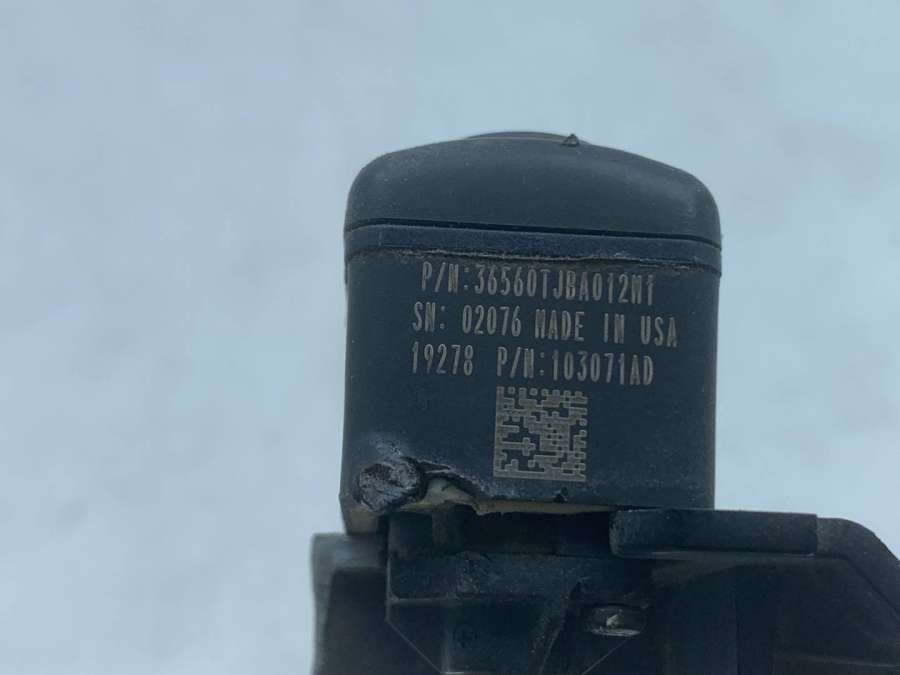 P/N:36560TJBA012M1
SN: 02076 MADE IN USA
19278 P/N:103071AD